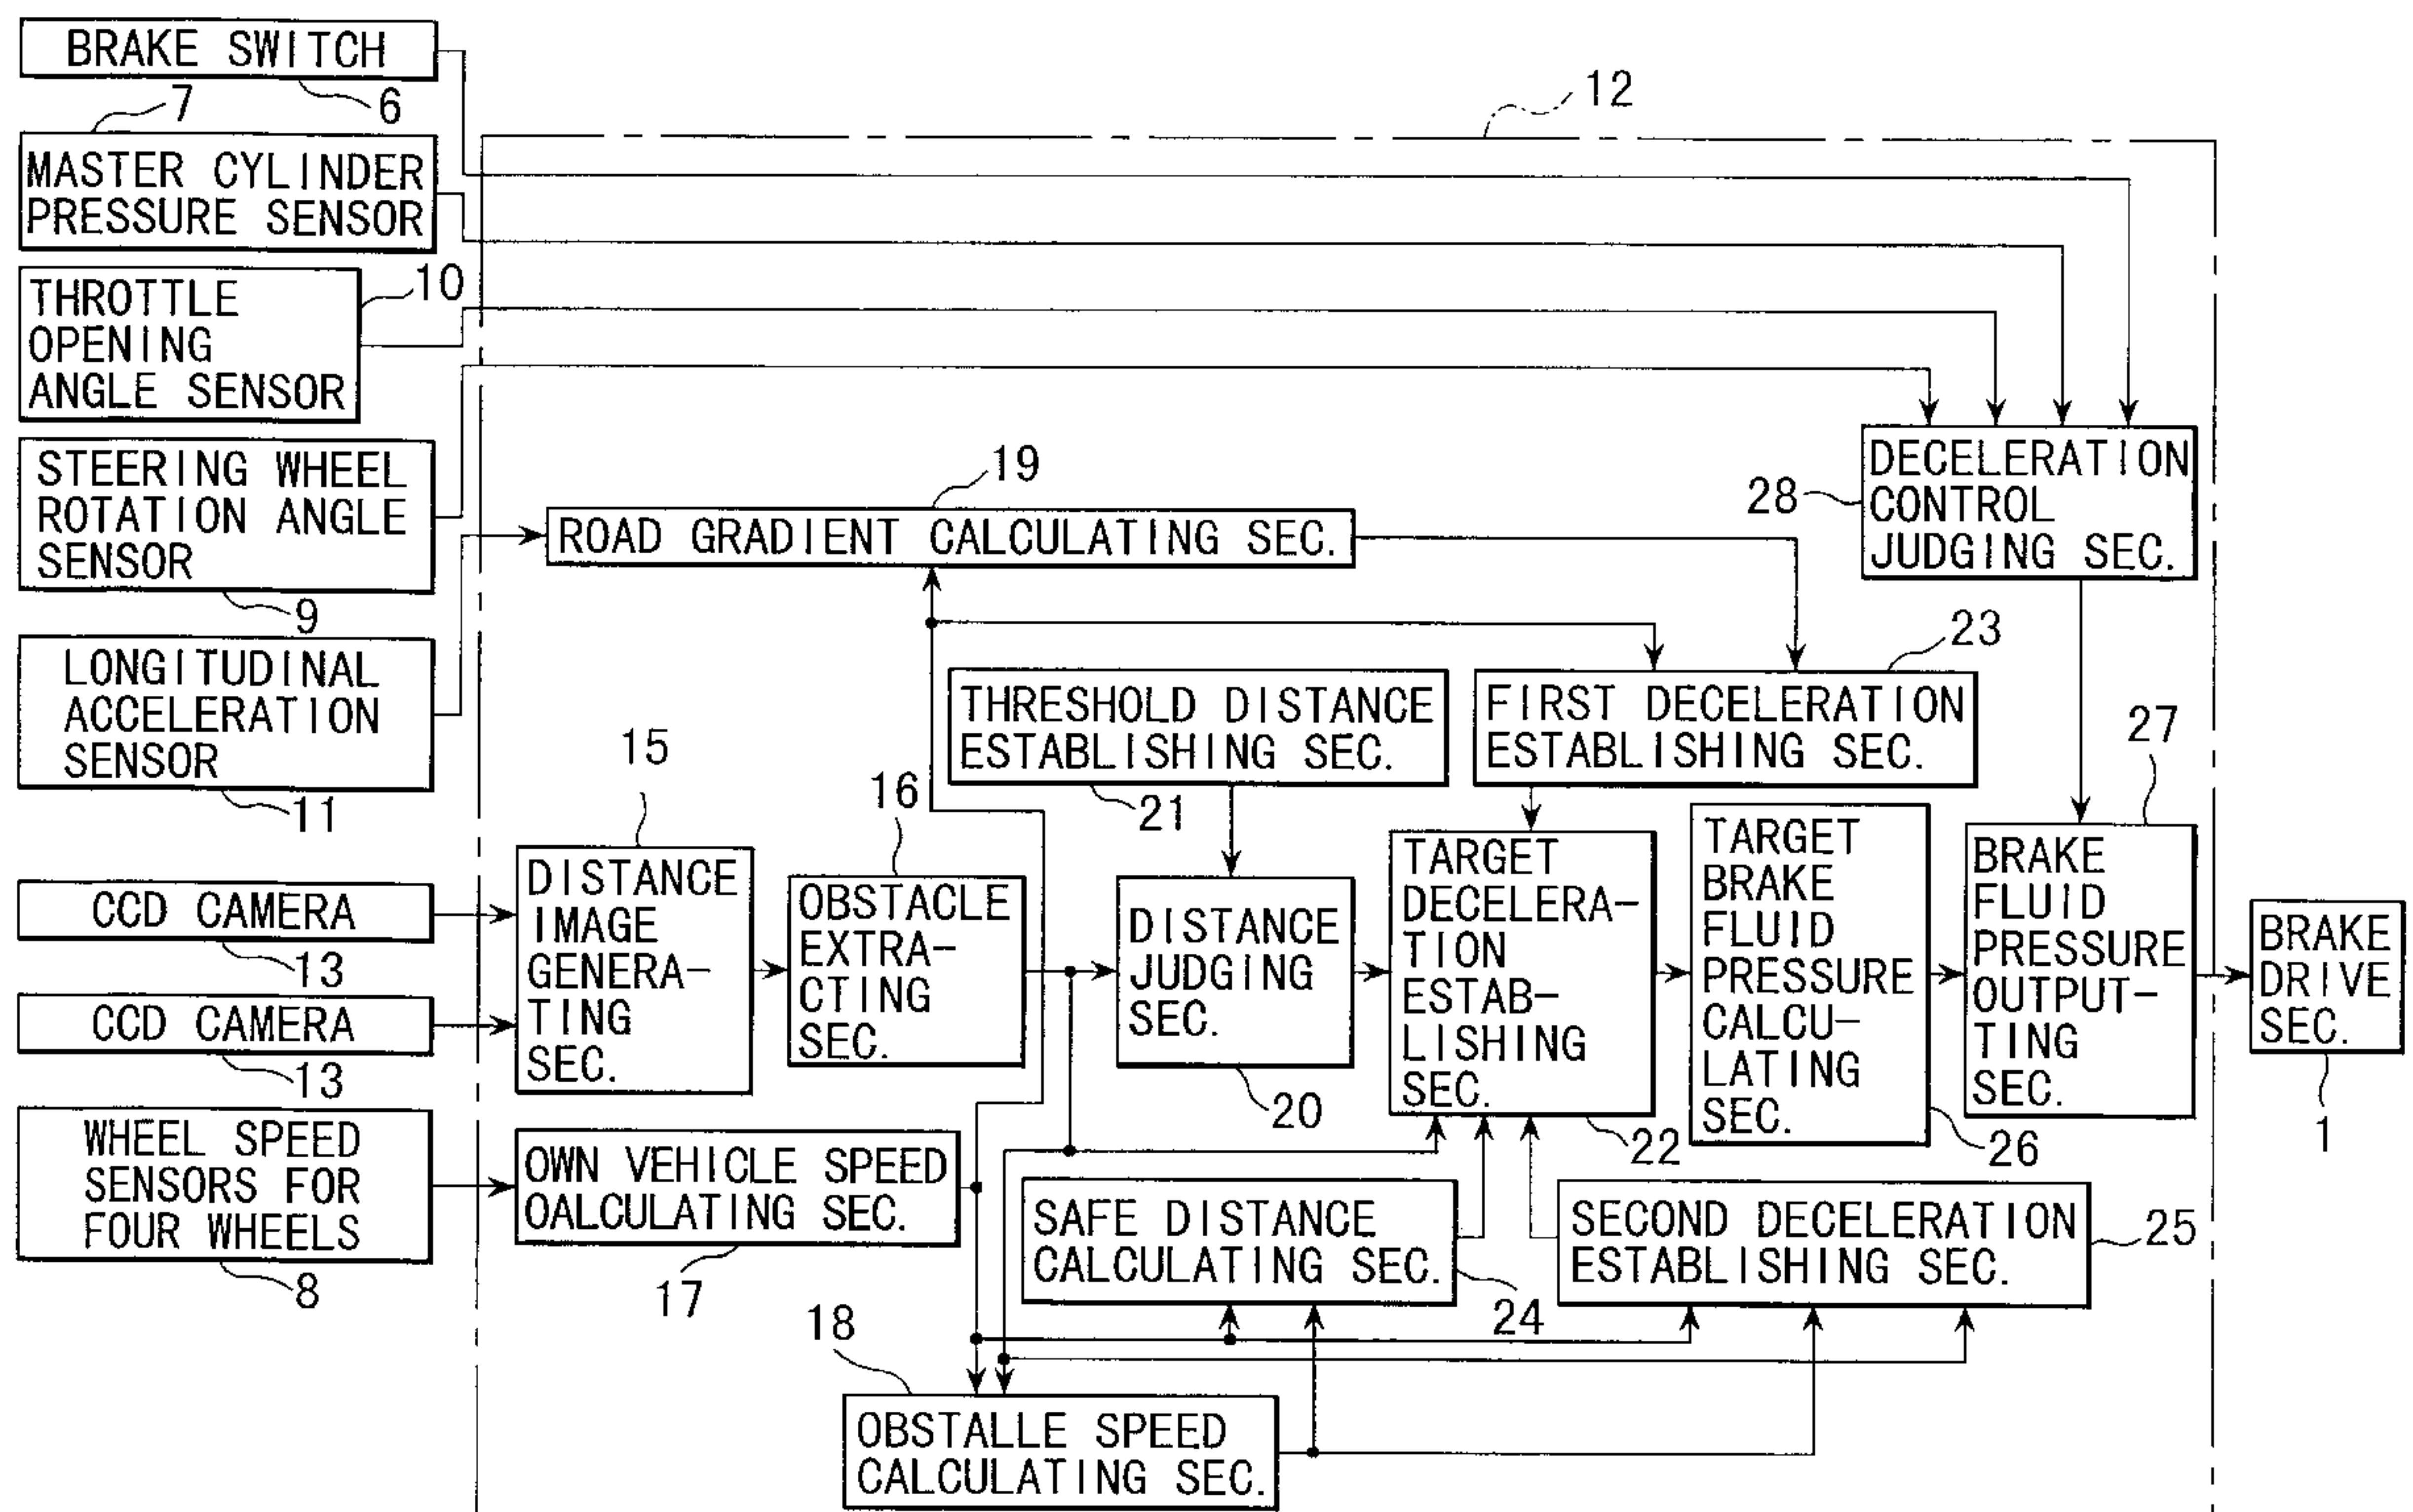 BRAKE SWITCH
6
7
MASTER CYLINDER
PRESSURE SENSOR
10
THROTTLE
OPENING
ANGLE SENSOR
STEERING WHEEL
ROTATION ANGLE
SENSOR
9
LONGITUDINAL
ACCELERATION
SENSOR
11
CCD CAMERA
13
CCD CAMERA
13
WHEEL SPEED
SENSORS FOR
FOUR WHEELS
8
12
19
ROAD GRADIENT CALCULATING SEC.
28
DECELERATION
CONTROL
JUDGING SEC.
23
THRESHOLD DISTANCE
ESTABLISHING SEC.
21
FIRST DECELERATION
ESTABLISHING SEC.
15
DISTANCE
IMAGE
GENERA-
TING
SEC.
16
OBSTACLE
EXTRA-
CTING
SEC.
DISTANCE
JUDGING
SEC.
20
TARGET
DECELERA-
TION
ESTAB-
LISHING
SEC.
22
TARGET
BRAKE
FLUID
PRESSURE
CALCU-
LATING
SEC.
26
27
BRAKE
FLUID
PRESSURE
OUTPUT-
TING
SEC.
BRAKE
DRIVE
SEC.
1
OWN VEHICLE SPEED
OALCULATING SEC.
17
SAFE DISTANCE
CALCULATING SEC.
24
SECOND DECELERATION
ESTABLISHING SEC.
25
18
OBSTALLE SPEED
CALCULATING SEC.